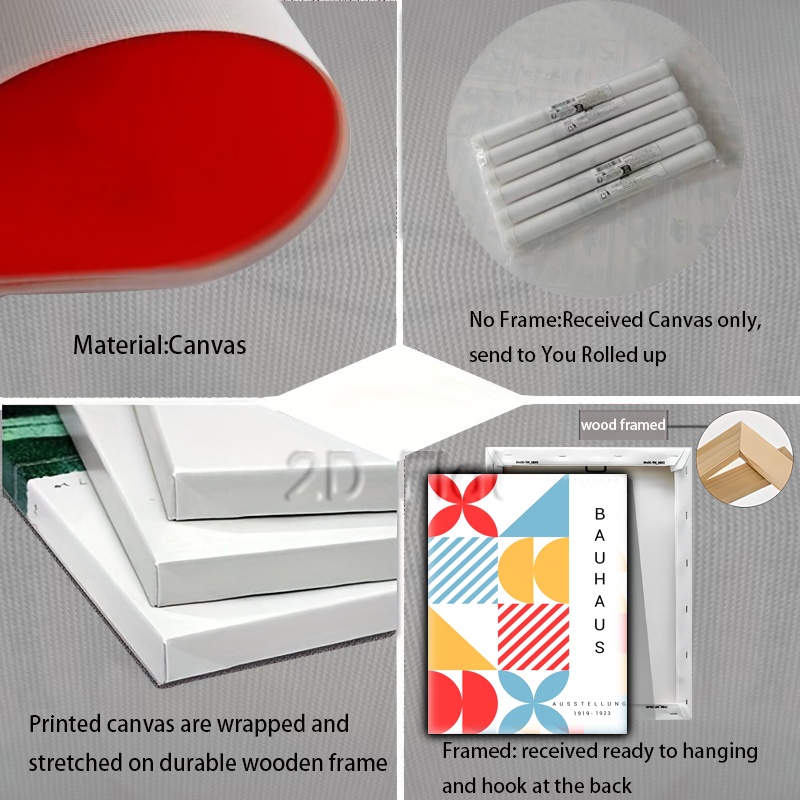 Material:Canvas
No Frame:Received Canvas only,
send to You Rolled up
wood framed
2D
BAUHAUS
AUSSTELLUNG
1919-1923
Printed canvas are wrapped and
stretched on durable wooden frame
Framed: received ready to hanging
and hook at the back